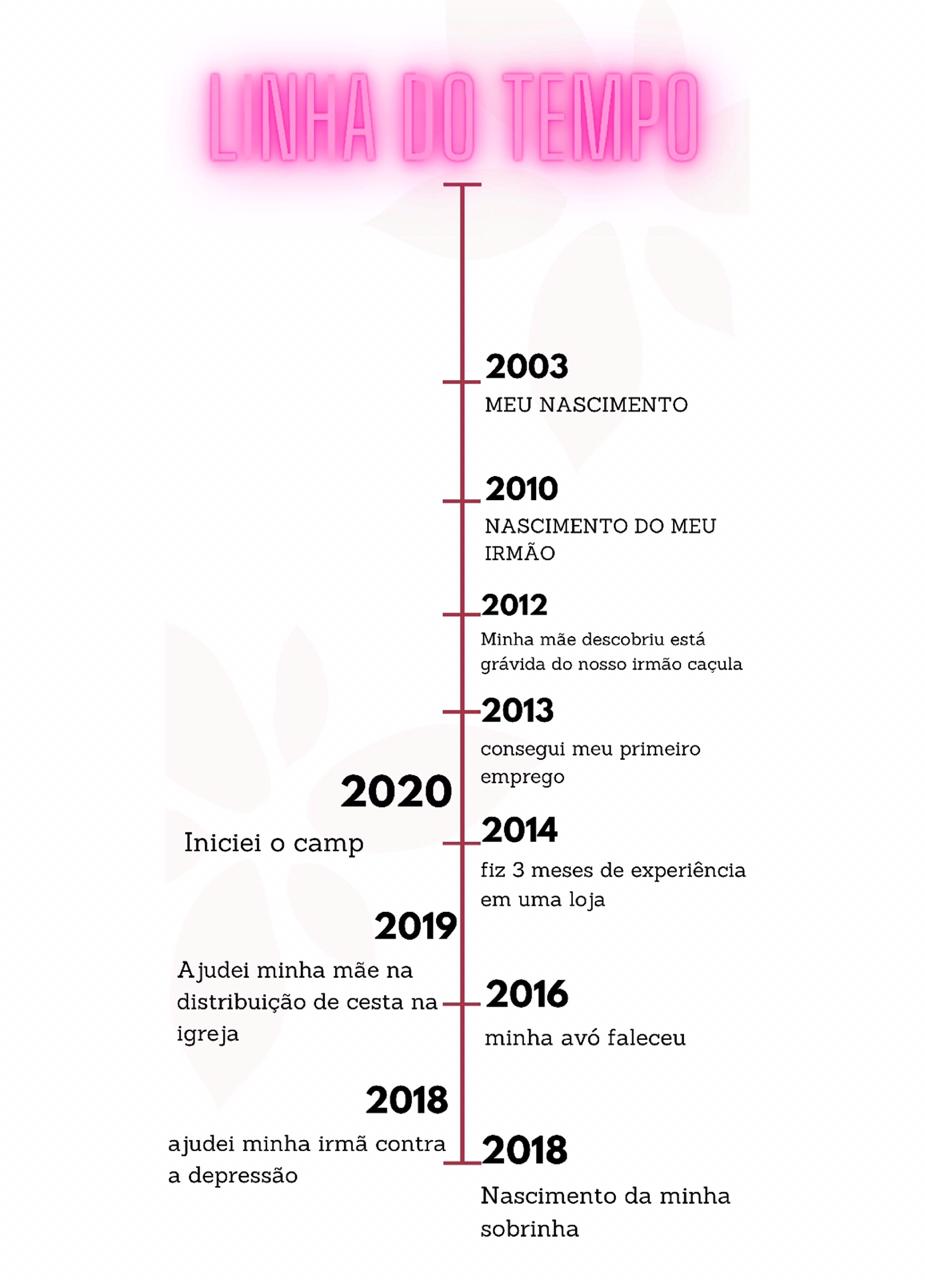 LINHA DO TEMPO
2003
MEU NASCIMENTO
2010
NASCIMENTO DO MEU
IRMÃO
2012
Minha mãe descobriu está
grávida do nosso irmão caçula
2013
consegui meu primeiro
emprego
2014
fiz 3 meses de experiência
em uma loja
2016
minha avó faleceu
2018
Nascimento da minha
sobrinha
2018
ajudei minha irmã contra
a depressão
2019
Ajudei minha mãe na
distribuição de cesta na
igreja
2020
Iniciei o camp